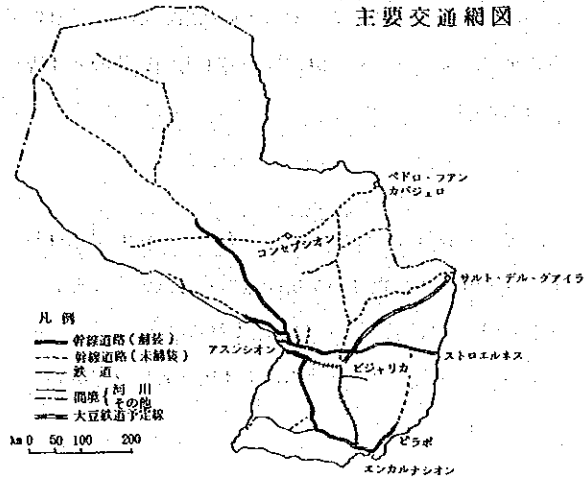 主要交通網図
ペドロ・フアン
カバジェロ
コンセプシオン
サルト・デル・グアイラ
凡例
幹線道路(舗装)
幹線道路(未舗装)
鉄道
国境 河川
その他
大豆鉄道予定線
km 0 50 100 200
アスンシオン
ストロエルネス
ビジャリカ
ピラポ
エンカルナシオン